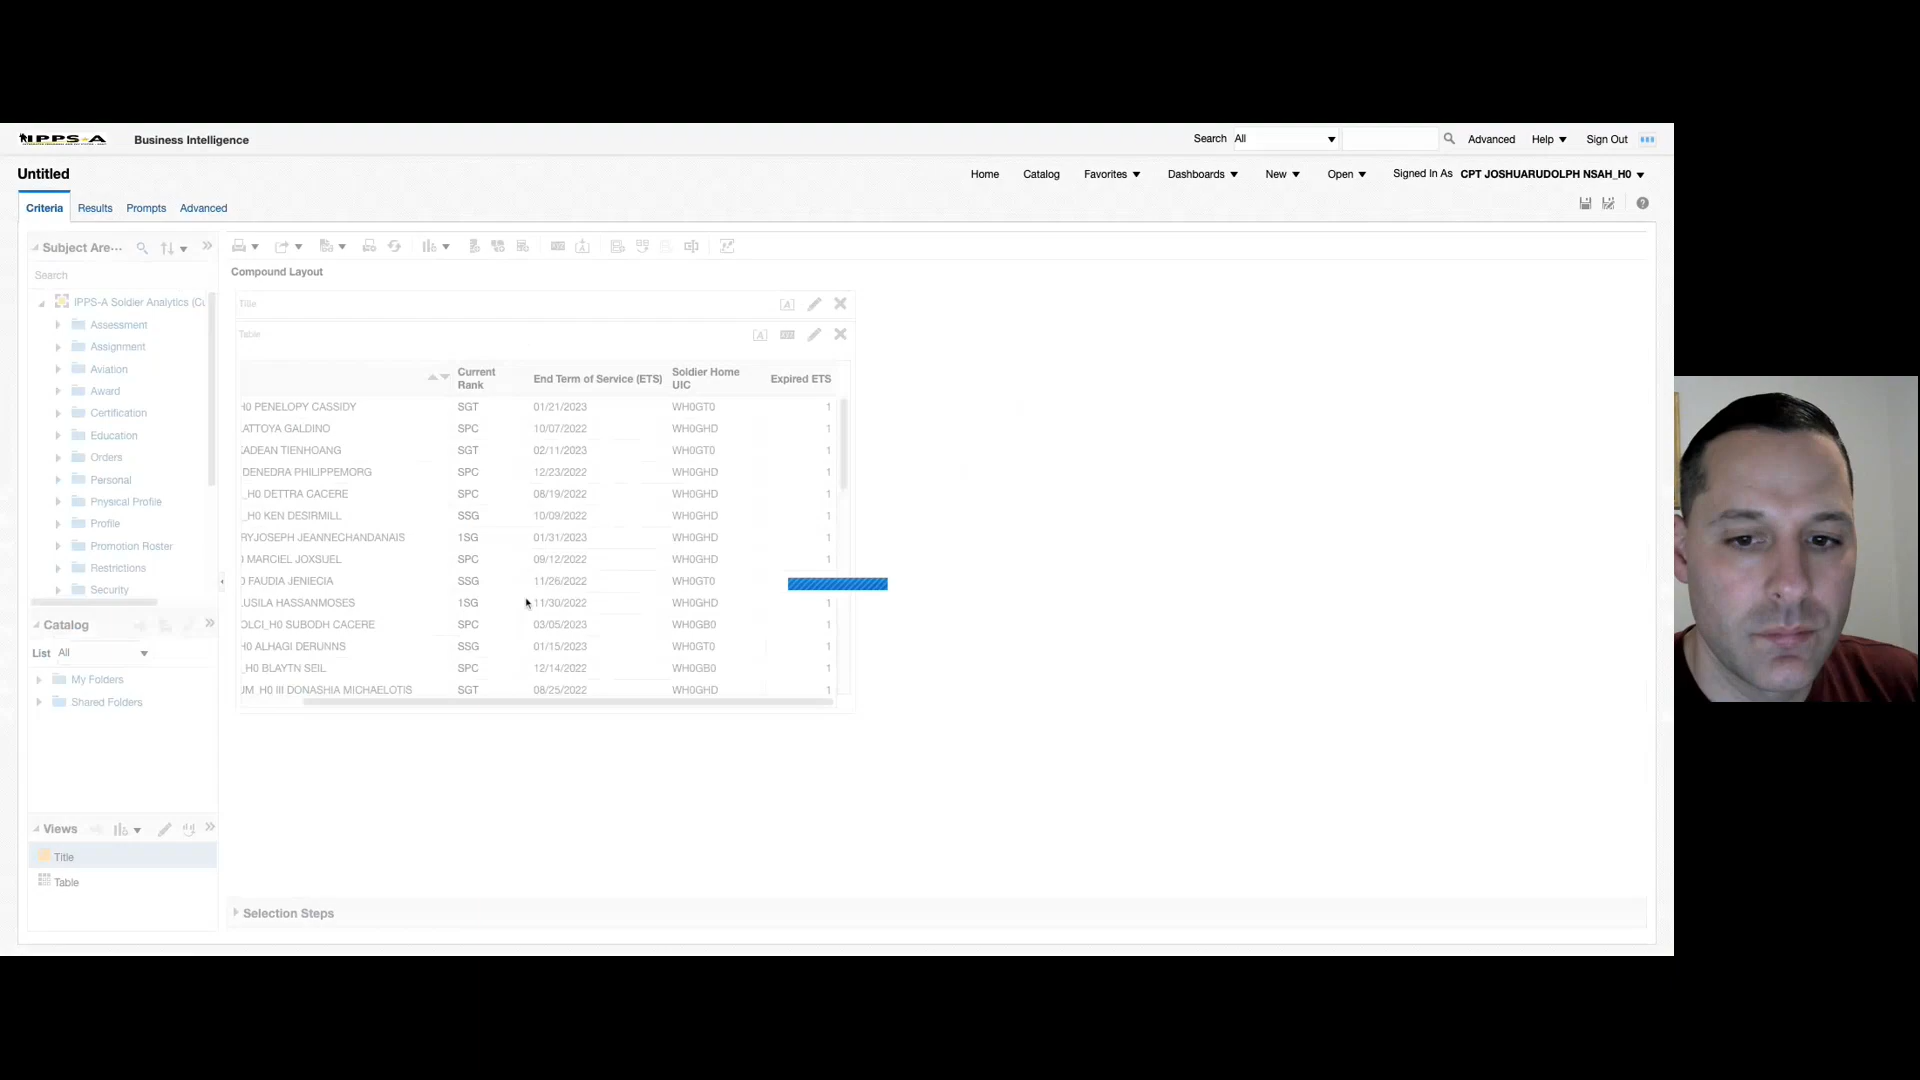 IPPS-A Business Intelligence Search All Advanced Help Sign Out
Untitled Home Catalog Favorites Dashboards New Open Signed In As CPT JOSHUARUDOLPH NSAH_H0
Criteria Results Prompts Advanced
Subject Are...
Search
IPPS-A Soldier Analytics (Cu
Assessment
Assignment
Aviation
Award
Certification
Education
Orders
Personal
Physical Profile
Profile
Promotion Roster
Restrictions
Security
Catalog
List All
My Folders
Shared Folders
Views
Title
Table
Compound Layout
Title
Table
Current Rank End Term of Service (ETS) Soldier Home UIC Expired ETS
H0 PENELOPY CASSIDY SGT 01/21/2023 WH0GT0 1
ATTOYA GALDINO SPC 10/07/2022 WH0GHD 1
KADEAN TIENHOANG SGT 02/11/2023 WH0GT0 1
DENEDRA PHILIPPEMORG SPC 12/23/2022 WH0GHD 1
_H0 DETTRA CACERE SPC 08/19/2022 WH0GHD 1
_H0 KEN DESIRMILL SSG 10/09/2022 WH0GHD 1
RYJOSEPH JEANNECHANDANAIS 1SG 01/31/2023 WH0GHD 1
MARCIEL JOXSUEL SPC 09/12/2022 WH0GHD 1
FAUDIA JENIECIA SSG 11/26/2022 WH0GT0 1
LUSILA HASSANMOSES 1SG 11/30/2022 WH0GHD 1
OLCI_H0 SUBODH CACERE SPC 03/05/2023 WH0GB0 1
H0 ALHAGI DERUNNS SSG 01/15/2023 WH0GT0 1
_H0 BLAYTN SEIL SPC 12/14/2022 WH0GB0 1
UM_H0 III DONASHIA MICHAELOTIS SGT 08/25/2022 WH0GHD 1
Selection Steps